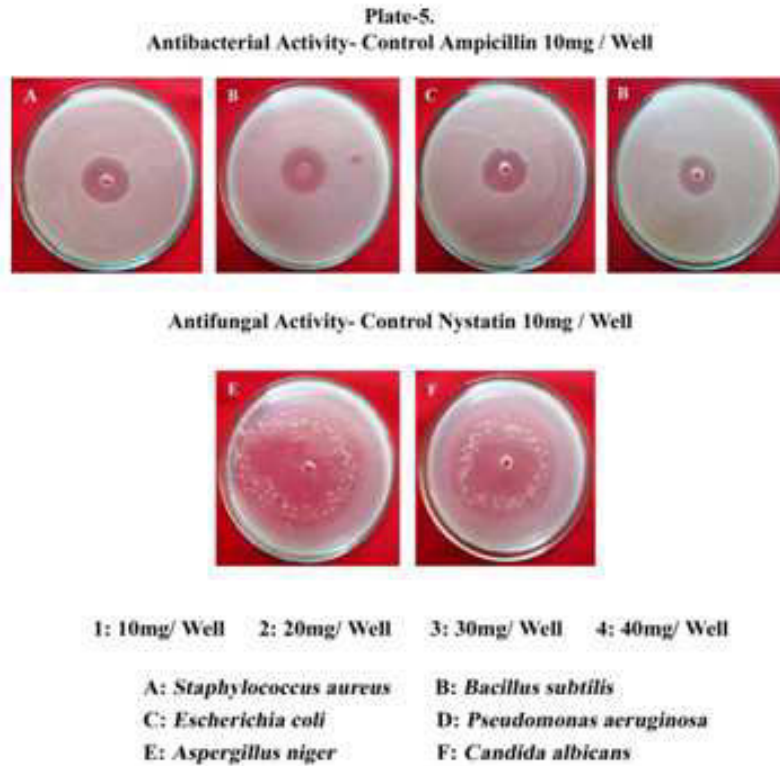 Plate-5.
Antibacterial Activity- Control Ampicillin 10mg / Well
A B C B
Antifungal Activity- Control Nystatin 10mg / Well
E F
1: 10mg/ Well 2: 20mg/ Well 3: 30mg/ Well 4: 40mg/ Well
A: Staphylococcus aureus B: Bacillus subtilis
C: Escherichia coli D: Pseudomonas aeruginosa
E: Aspergillus niger F: Candida albicans